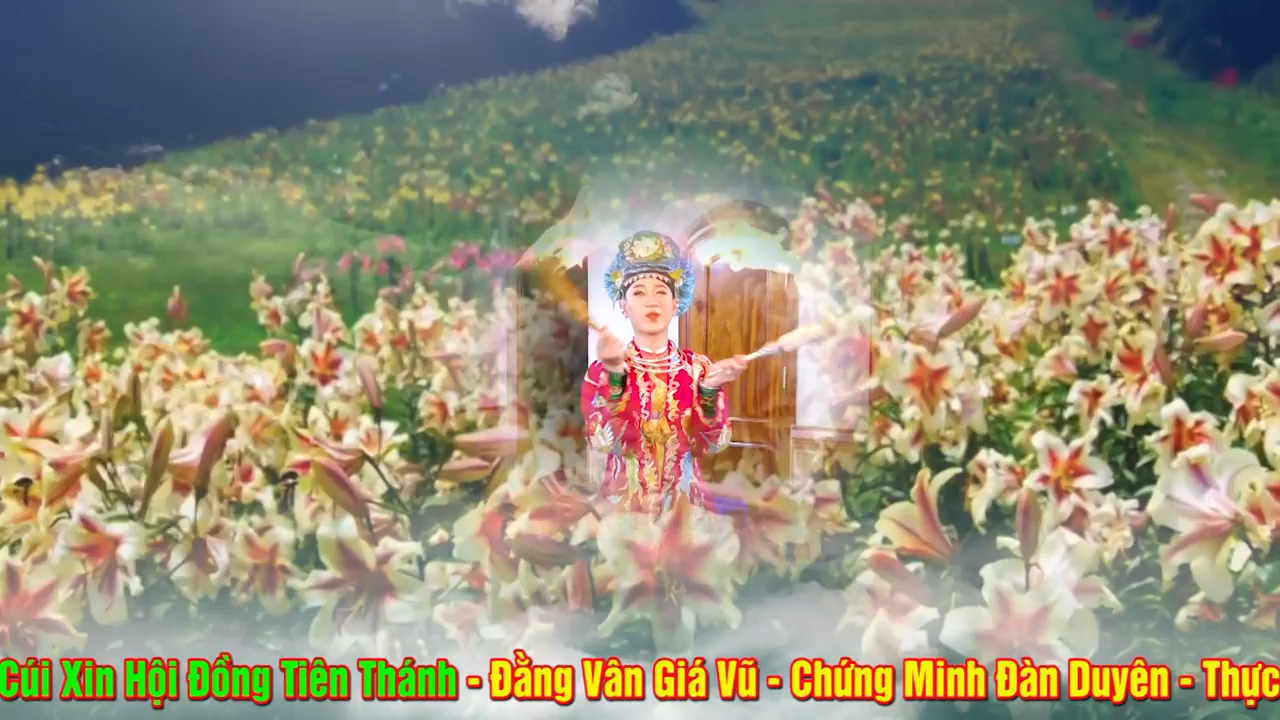 Cúi Xin Hội Đồng Tiên Thánh - Đằng Vân Giá Vũ - Chứng Minh Đàn Duyên - Thực